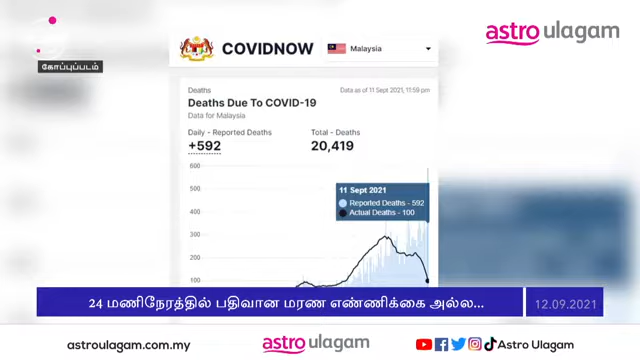 astro ulagam
கோப்புப்படம்
COVIDNOW
Malaysia
Deaths
Data as of 11 Sept 2021, 11:59 pm
Deaths Due To COVID-19
Data for Malaysia
Daily - Reported Deaths
Total - Deaths
+592
20,419
600
500
400
300
200
100
11 Sept 2021
Reported Deaths - 592
Actual Deaths - 100
24 மணிநேரத்தில் பதிவான மரண எண்ணிக்கை அல்ல...
12.09.2021
astroulagam.com.my
astro ulagam
Astro Ulagam